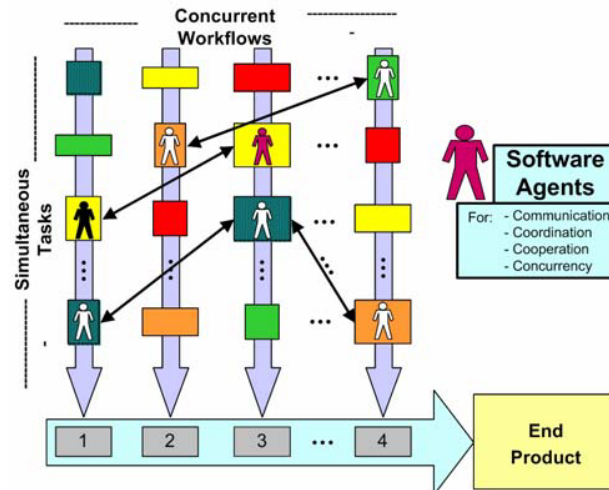 Concurrent
Workflows
Simultaneous
Tasks
Software
Agents
For: - Communication
- Coordination
- Cooperation
- Concurrency
1 2 3 ... 4
End
Product